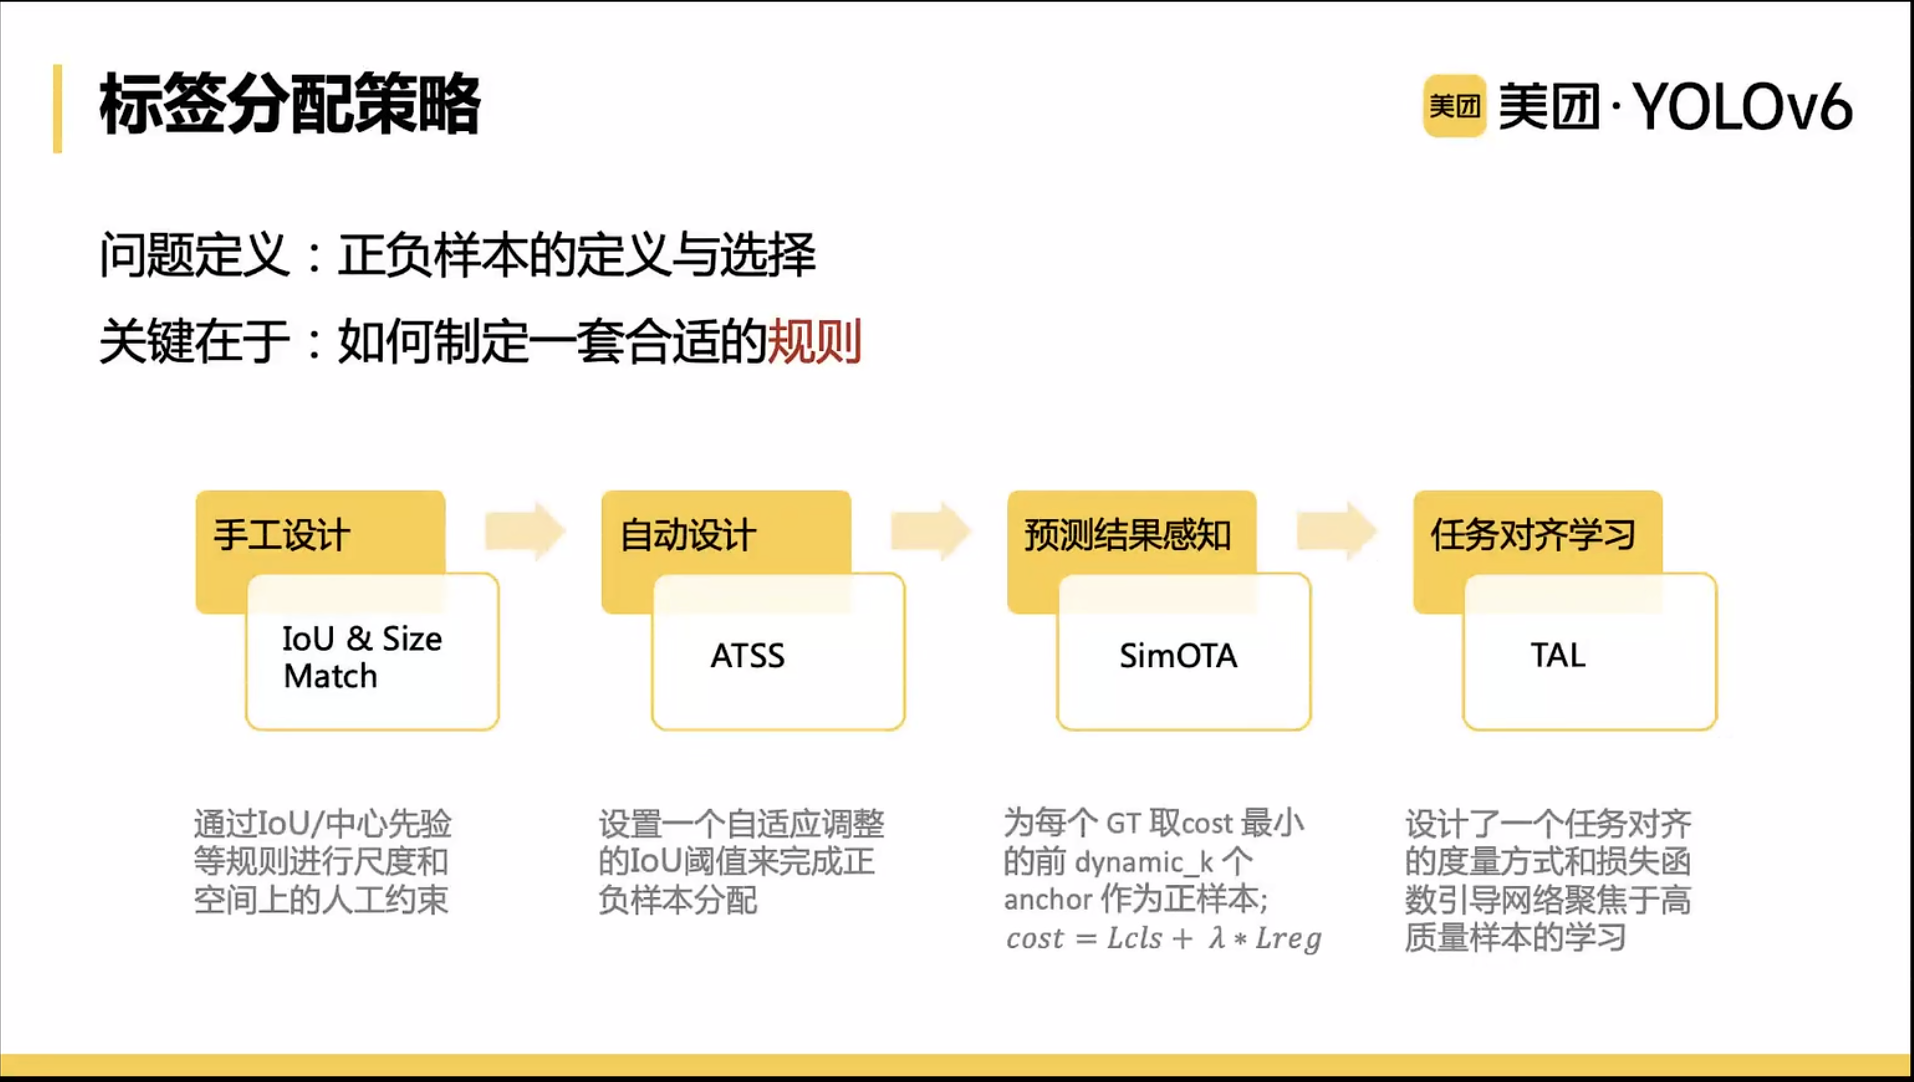 标签分配策略
美团 美团·YOLOv6
问题定义：正负样本的定义与选择
关键在于：如何制定一套合适的规则
手工设计
IoU & Size
Match
通过IoU/中心先验
等规则进行尺度和
空间上的人工约束
自动设计
ATSS
设置一个自适应调整
的IoU阈值来完成正
负样本分配
预测结果感知
SimOTA
为每个 GT 取cost 最小
的前 dynamic_k 个
anchor 作为正样本;
cost = Lcls + λ * Lreg
任务对齐学习
TAL
设计了一个任务对齐
的度量方式和损失函
数引导网络聚焦于高
质量样本的学习